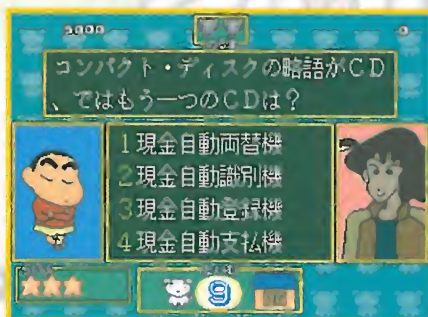 5000
0
コンパクト・ディスクの略語がCD
、ではもう一つのCDは？
1 現金自動両替機
2 現金自動識別機
3 現金自動登録機
4 現金自動支払機
9